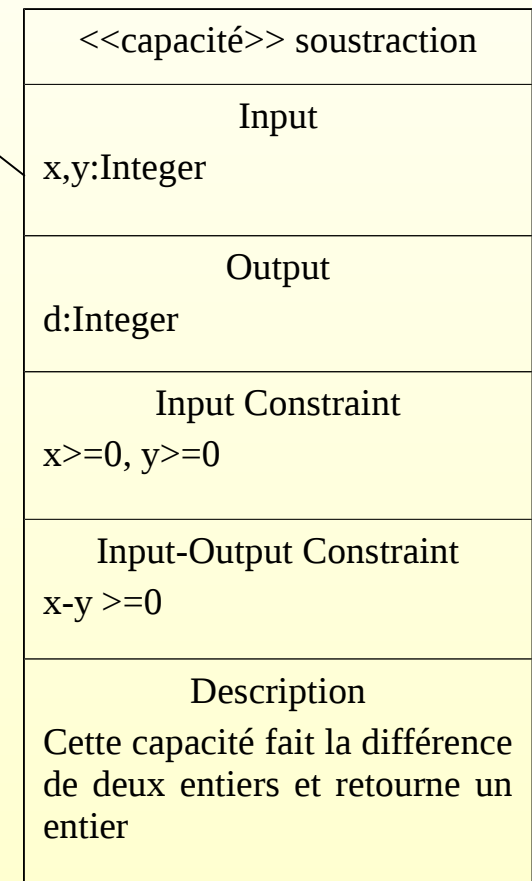 <<capacité>> soustraction
Input
x,y:Integer
Output
d:Integer
Input Constraint
x>=0, y>=0
Input-Output Constraint
x-y >=0
Description
Cette capacité fait la différence
de deux entiers et retourne un
entier